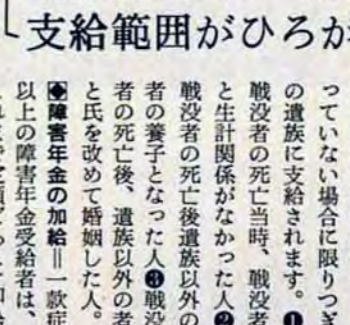 支給範囲がひろが
っていない場合に限りつぎ
の遺族に支給されます。❶
戦没者の死亡当時、戦没者
と生計関係がなかった人❷
戦没者の死亡後遺族以外の
者の養子となった人❸戦没
者の死亡後、遺族以外の者
と氏を改めて婚姻した人。
◆障害年金の加給＝一款症
以上の障害年金受給者は、